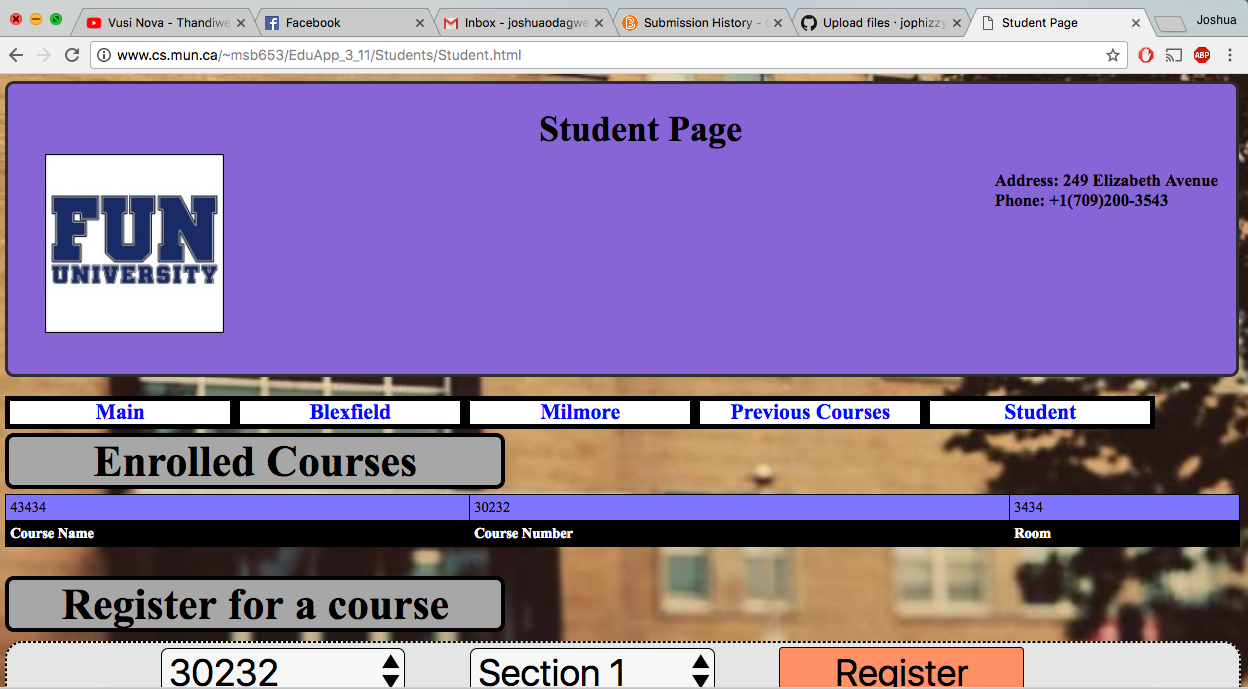 Vusi Nova - Thandiwe
Facebook
Inbox - joshuaodagwe
Submission History -
Upload files · jophizzy
Student Page
Joshua
www.cs.mun.ca/~msb653/EduApp_3_11/Students/Student.html
ABP
Student Page
FUN
UNIVERSITY
Address: 249 Elizabeth Avenue
Phone: +1(709)200-3543
Main Blexfield Milmore Previous Courses Student
Enrolled Courses
43434 30232 3434
Course Name Course Number Room
Register for a course
30232 Section 1 Register